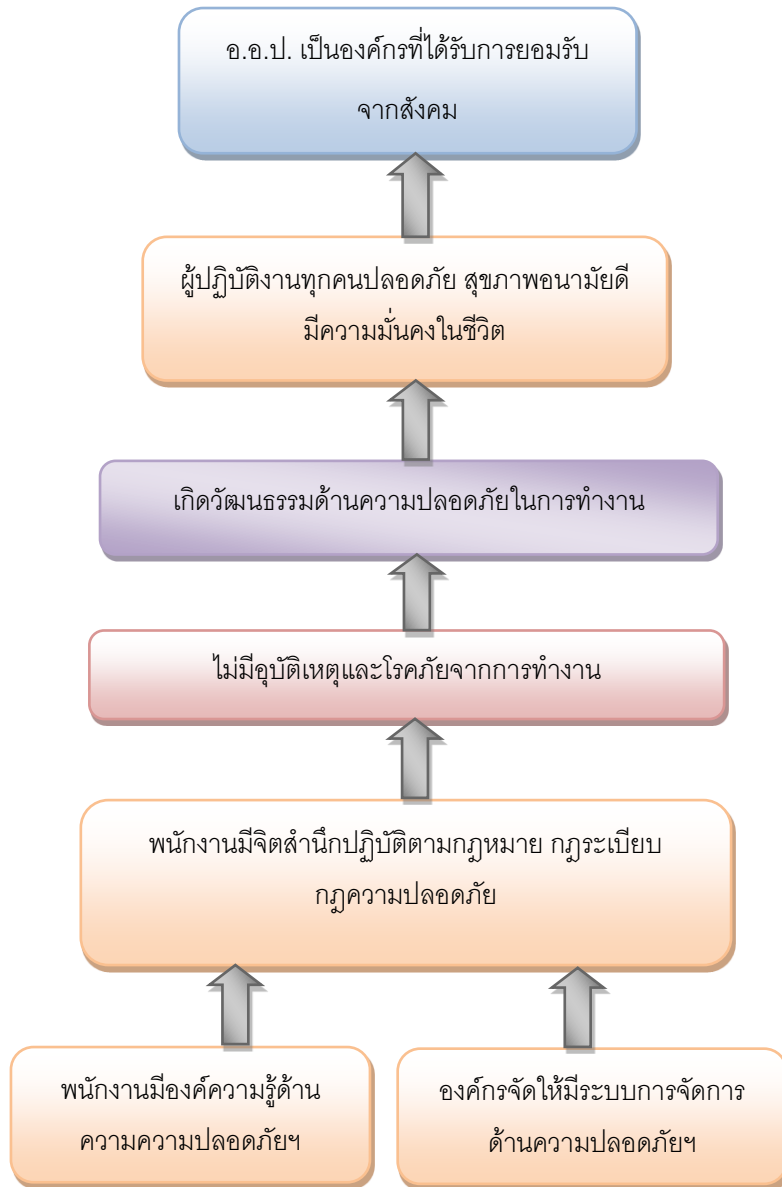 อ.อ.ป. เป็นองค์กรที่ได้รับการยอมรับ
จากสังคม
ผู้ปฏิบัติงานทุกคนปลอดภัย สุขภาพอนามัยดี
มีความมั่นคงในชีวิต
เกิดวัฒนธรรมด้านความปลอดภัยในการทำงาน
ไม่มีอุบัติเหตุและโรคภัยจากการทำงาน
พนักงานมีจิตสำนึกปฏิบัติตามกฎหมาย กฎระเบียบ
กฎความปลอดภัย
พนักงานมีองค์ความรู้ด้าน
ความความปลอดภัยฯ
องค์กรจัดให้มีระบบการจัดการ
ด้านความปลอดภัยฯ